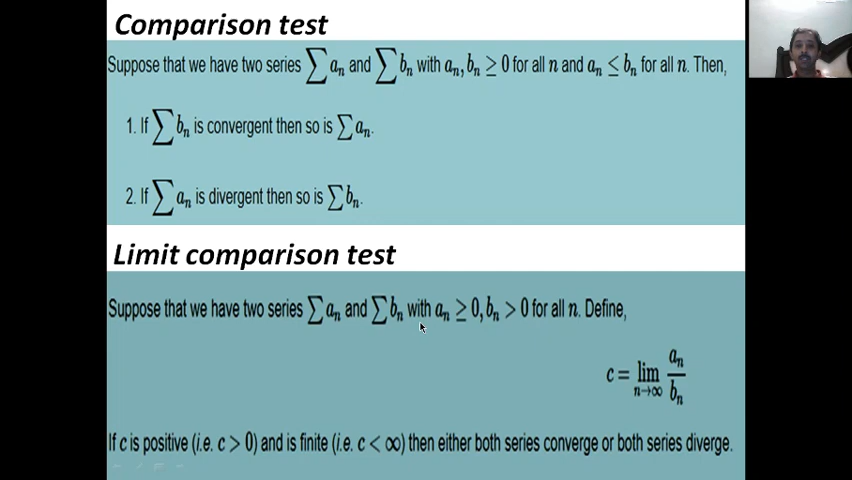 Comparison test
Suppose that we have two series ∑ aₙ and ∑ bₙ with aₙ, bₙ ≥ 0 for all n and aₙ ≤ bₙ for all n. Then,
1. If ∑ bₙ is convergent then so is ∑ aₙ.
2. If ∑ aₙ is divergent then so is ∑ bₙ.
Limit comparison test
Suppose that we have two series ∑ aₙ and ∑ bₙ with aₙ ≥ 0, bₙ > 0 for all n. Define,
c = lim n→∞ aₙ/bₙ
If c is positive (i.e. c > 0) and is finite (i.e. c < ∞) then either both series converge or both series diverge.